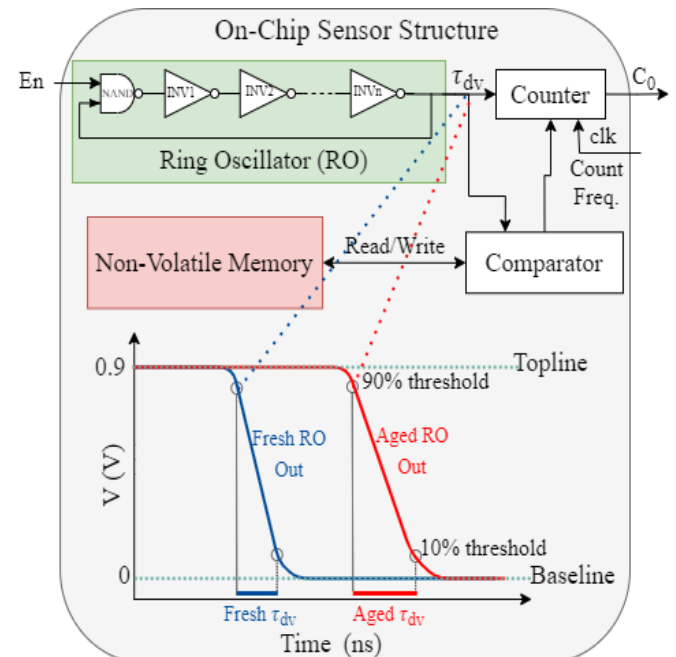 On-Chip Sensor Structure
En
NAND
INV1
INV2
INVn
τdv
Counter
C0
Ring Oscillator (RO)
clk
Count
Freq.
Non-Volatile Memory
Read/Write
Comparator
0.9
Topline
90% threshold
V (V)
Fresh RO
Out
Aged RO
Out
10% threshold
0
Baseline
Fresh τdv
Aged τdv
Time (ns)